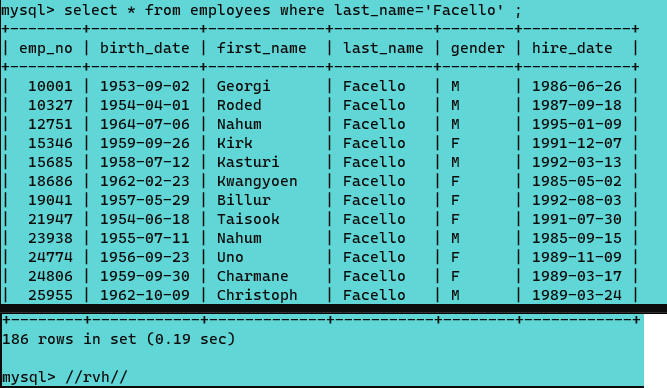 mysql> select * from employees where last_name='Facello' ;
+--------+------------+------------+-----------+--------+------------+
| emp_no | birth_date | first_name | last_name | gender | hire_date  |
+--------+------------+------------+-----------+--------+------------+
|  10001 | 1953-09-02 | Georgi     | Facello   | M      | 1986-06-26 |
|  10327 | 1954-04-01 | Roded      | Facello   | M      | 1987-09-18 |
|  12751 | 1964-07-06 | Nahum      | Facello   | M      | 1995-01-09 |
|  15346 | 1959-09-26 | Kirk       | Facello   | F      | 1991-12-07 |
|  15685 | 1958-07-12 | Kasturi    | Facello   | M      | 1992-03-13 |
|  18686 | 1962-02-23 | Kwangyoen  | Facello   | F      | 1985-05-02 |
|  19041 | 1957-05-29 | Billur     | Facello   | F      | 1992-08-03 |
|  21947 | 1954-06-18 | Taisook    | Facello   | F      | 1991-07-30 |
|  23938 | 1955-07-11 | Nahum      | Facello   | M      | 1985-09-15 |
|  24774 | 1956-09-23 | Uno        | Facello   | F      | 1989-11-09 |
|  24806 | 1959-09-30 | Charmane   | Facello   | F      | 1989-03-17 |
|  25955 | 1962-10-09 | Christoph  | Facello   | M      | 1989-03-24 |
+--------+------------+------------+-----------+--------+------------+
186 rows in set (0.19 sec)
mysql> //rvh//